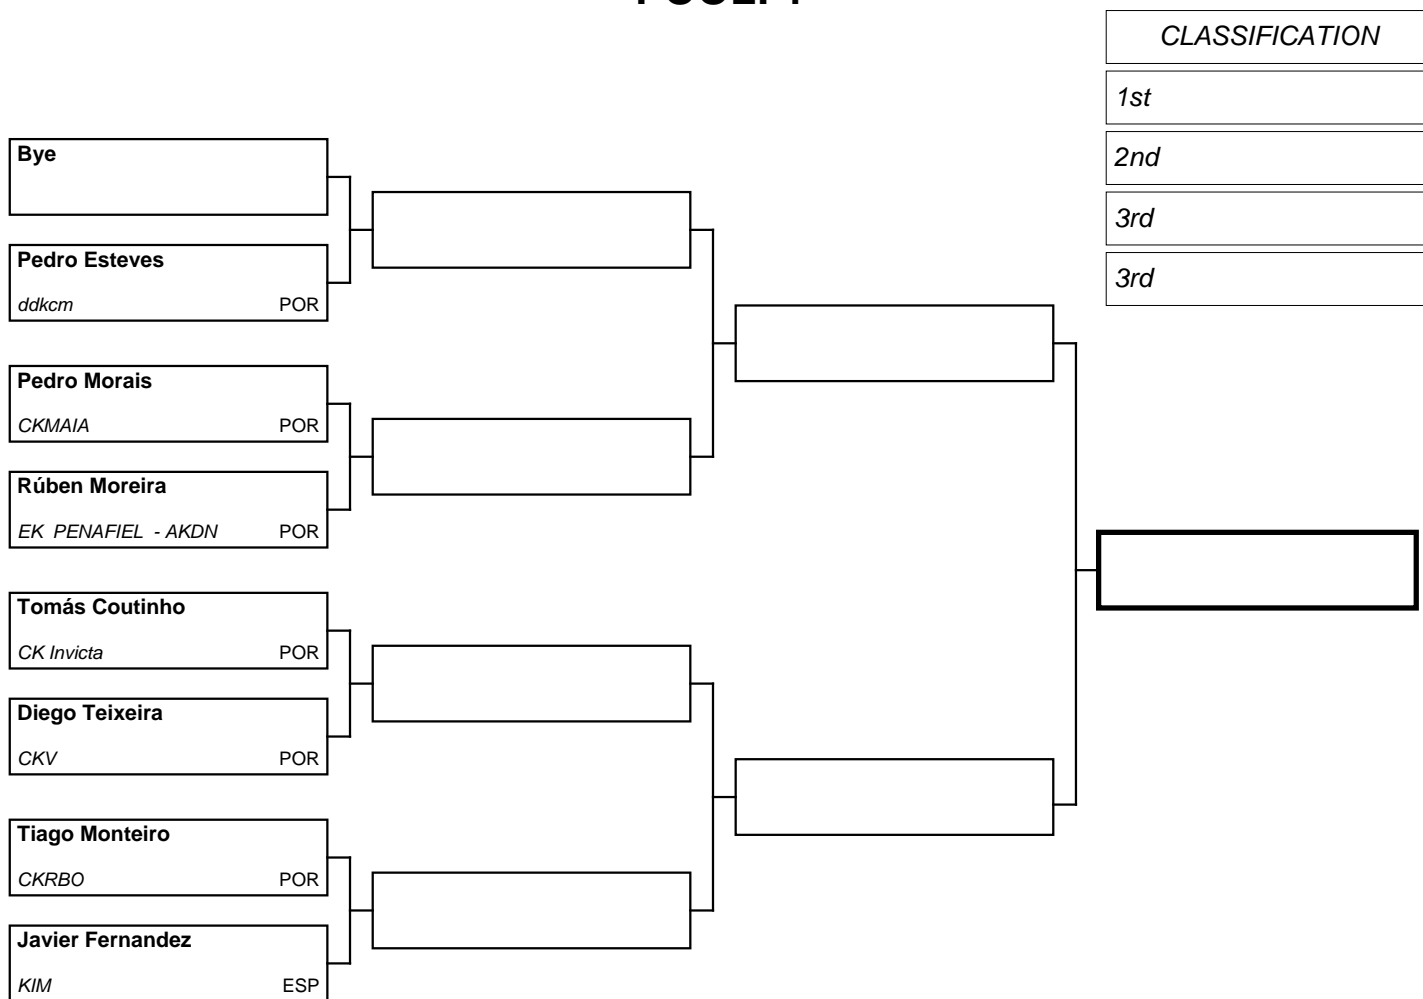 CLASSIFICATION
1st
2nd
3rd
3rd
Bye
Pedro Esteves
ddkcm POR
Pedro Morais
CKMAIA POR
Rúben Moreira
EK PENAFIEL - AKDN POR
Tomás Coutinho
CK Invicta POR
Diego Teixeira
CKV POR
Tiago Monteiro
CKRBO POR
Javier Fernandez
KIM ESP